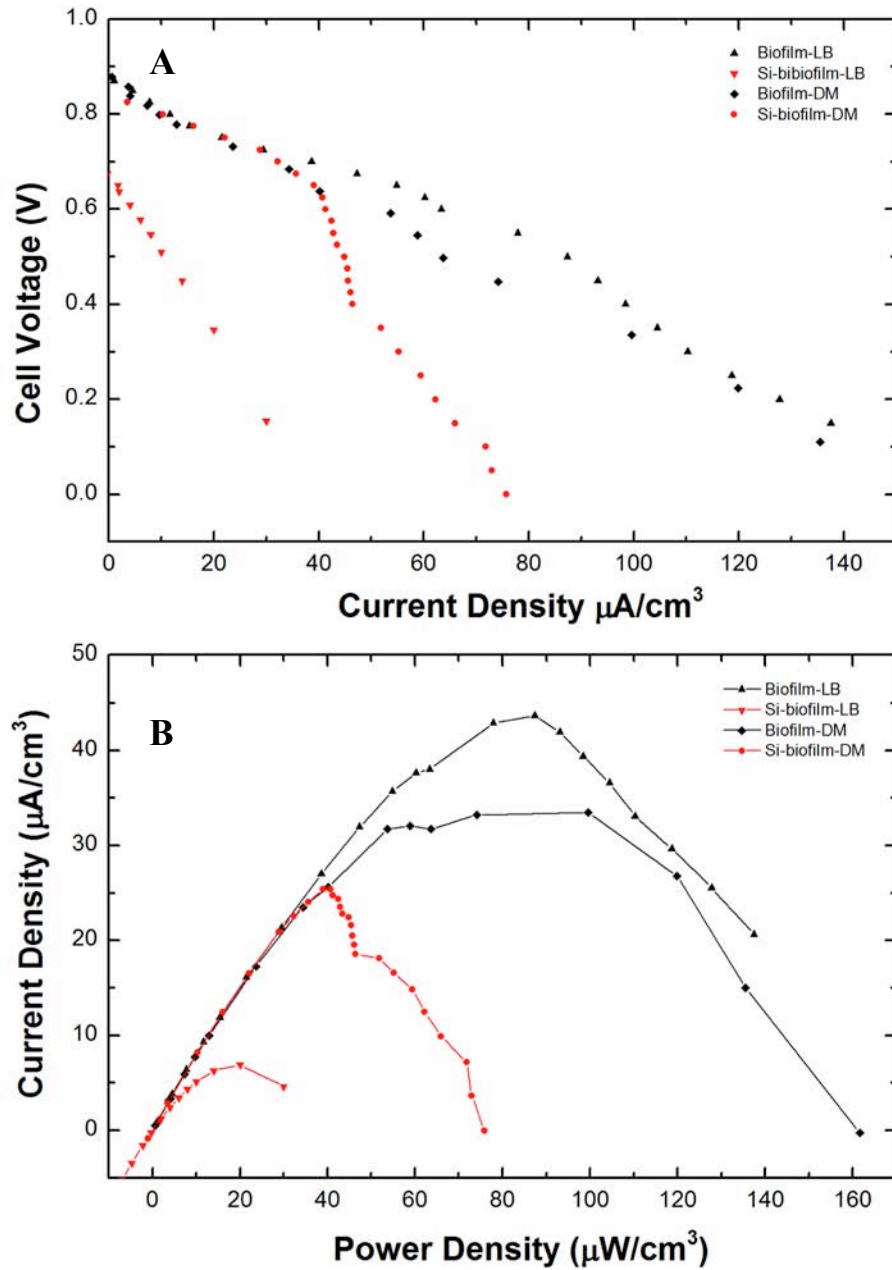 A
Biofilm-LB
Si-bibiofilm-LB
Biofilm-DM
Si-biofilm-DM
Cell Voltage (V)
1.0
0.8
0.6
0.4
0.2
0.0
0 20 40 60 80 100 120 140
Current Density μA/cm³
B
Biofilm-LB
Si-biofilm-LB
Biofilm-DM
Si-biofilm-DM
Current Density (μA/cm³)
50
40
30
20
10
0
0 20 40 60 80 100 120 140 160
Power Density (μW/cm³)